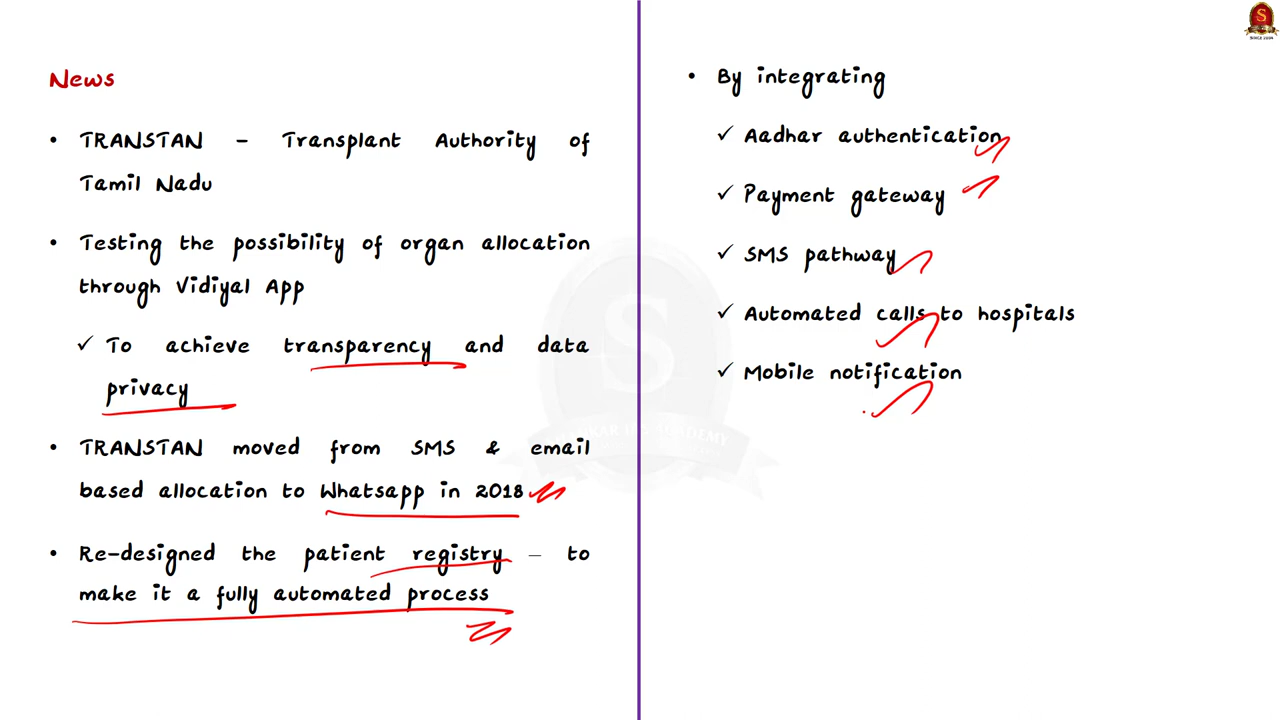 News
• TRANSTAN – Transplant Authority of
Tamil Nadu
• Testing the possibility of organ allocation
through Vidiyal App
✓ To achieve transparency and data
privacy
• TRANSTAN moved from SMS & email
based allocation to Whatsapp in 2018
• Re-designed the patient registry – to
make it a fully automated process
• By integrating
✓ Aadhar authentication
✓ Payment gateway
✓ SMS pathway
✓ Automated calls to hospitals
✓ Mobile notification
S
SINCE 2004